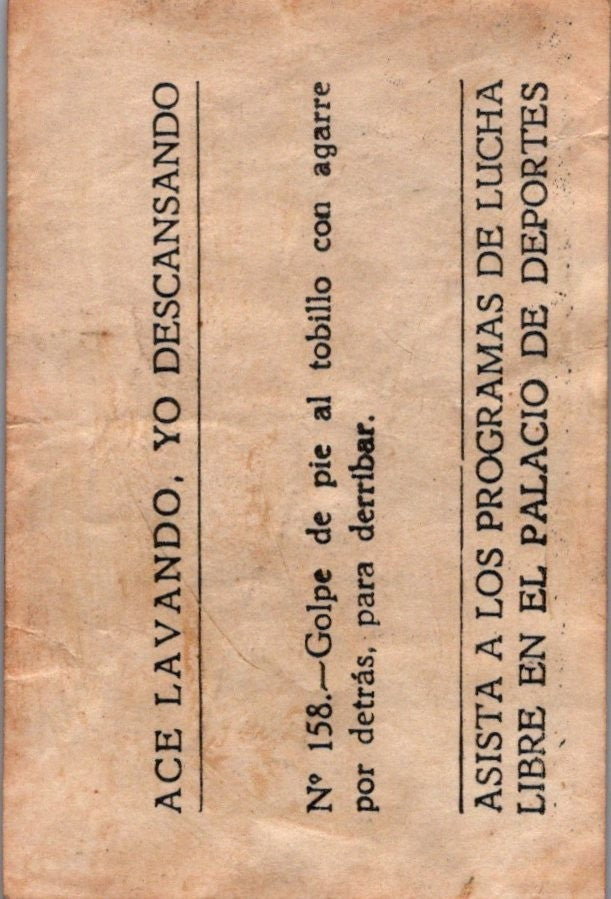 ACE LAVANDO, YO DESCANSANDO
Nº 158.—Golpe de pie al tobillo con agarre
por detrás, para derribar.
ASISTA A LOS PROGRAMAS DE LUCHA
LIBRE EN EL PALACIO DE DEPORTES